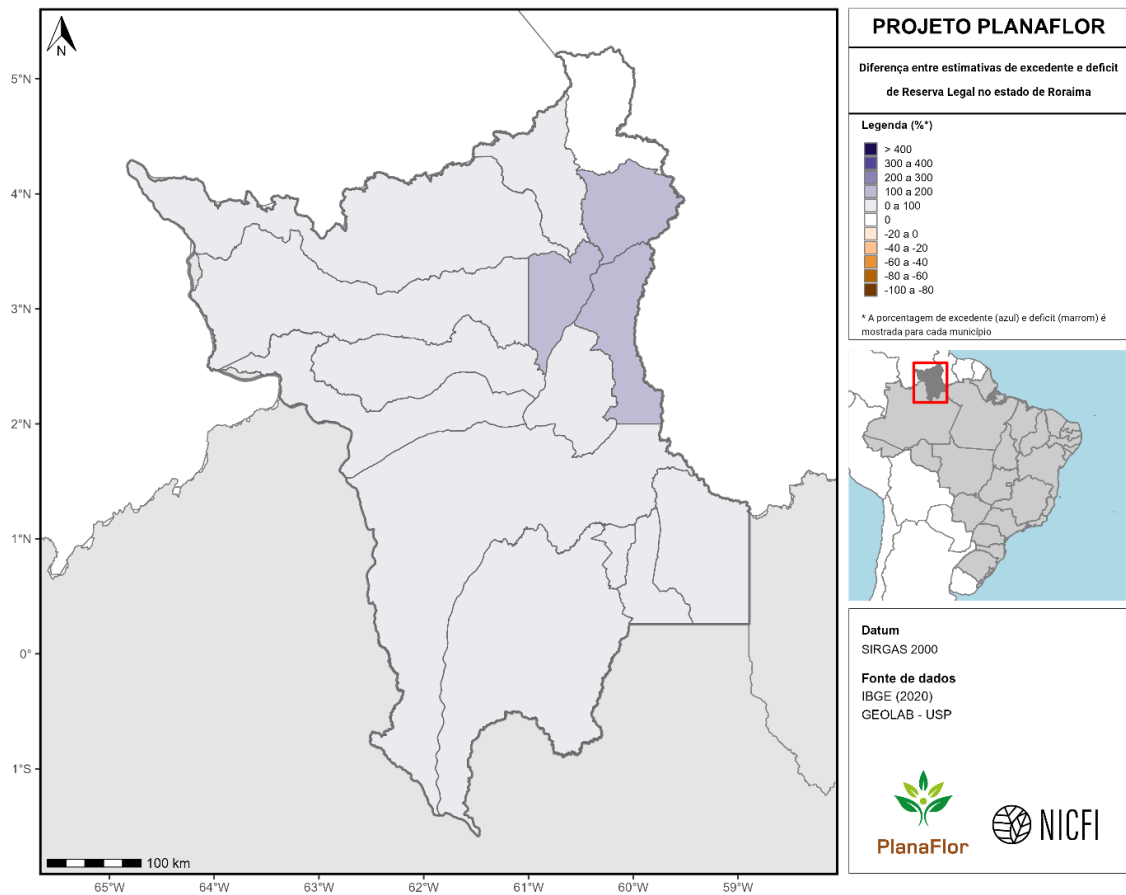 PROJETO PLANAFLOR
Diferença entre estimativas de excedente e deficit
de Reserva Legal no estado de Roraima
Legenda (%*)
> 400
300 a 400
200 a 300
100 a 200
0 a 100
0
-20 a 0
-40 a -20
-60 a -40
-80 a -60
-100 a -80
* A porcentagem de excedente (azul) e deficit (marrom) é
mostrada para cada município
N
5°N
4°N
3°N
2°N
1°N
0°
1°S
100 km
65°W
64°W
63°W
62°W
61°W
60°W
59°W
Datum
SIRGAS 2000
Fonte de dados
IBGE (2020)
GEOLAB - USP
PlanaFlor
NICFI